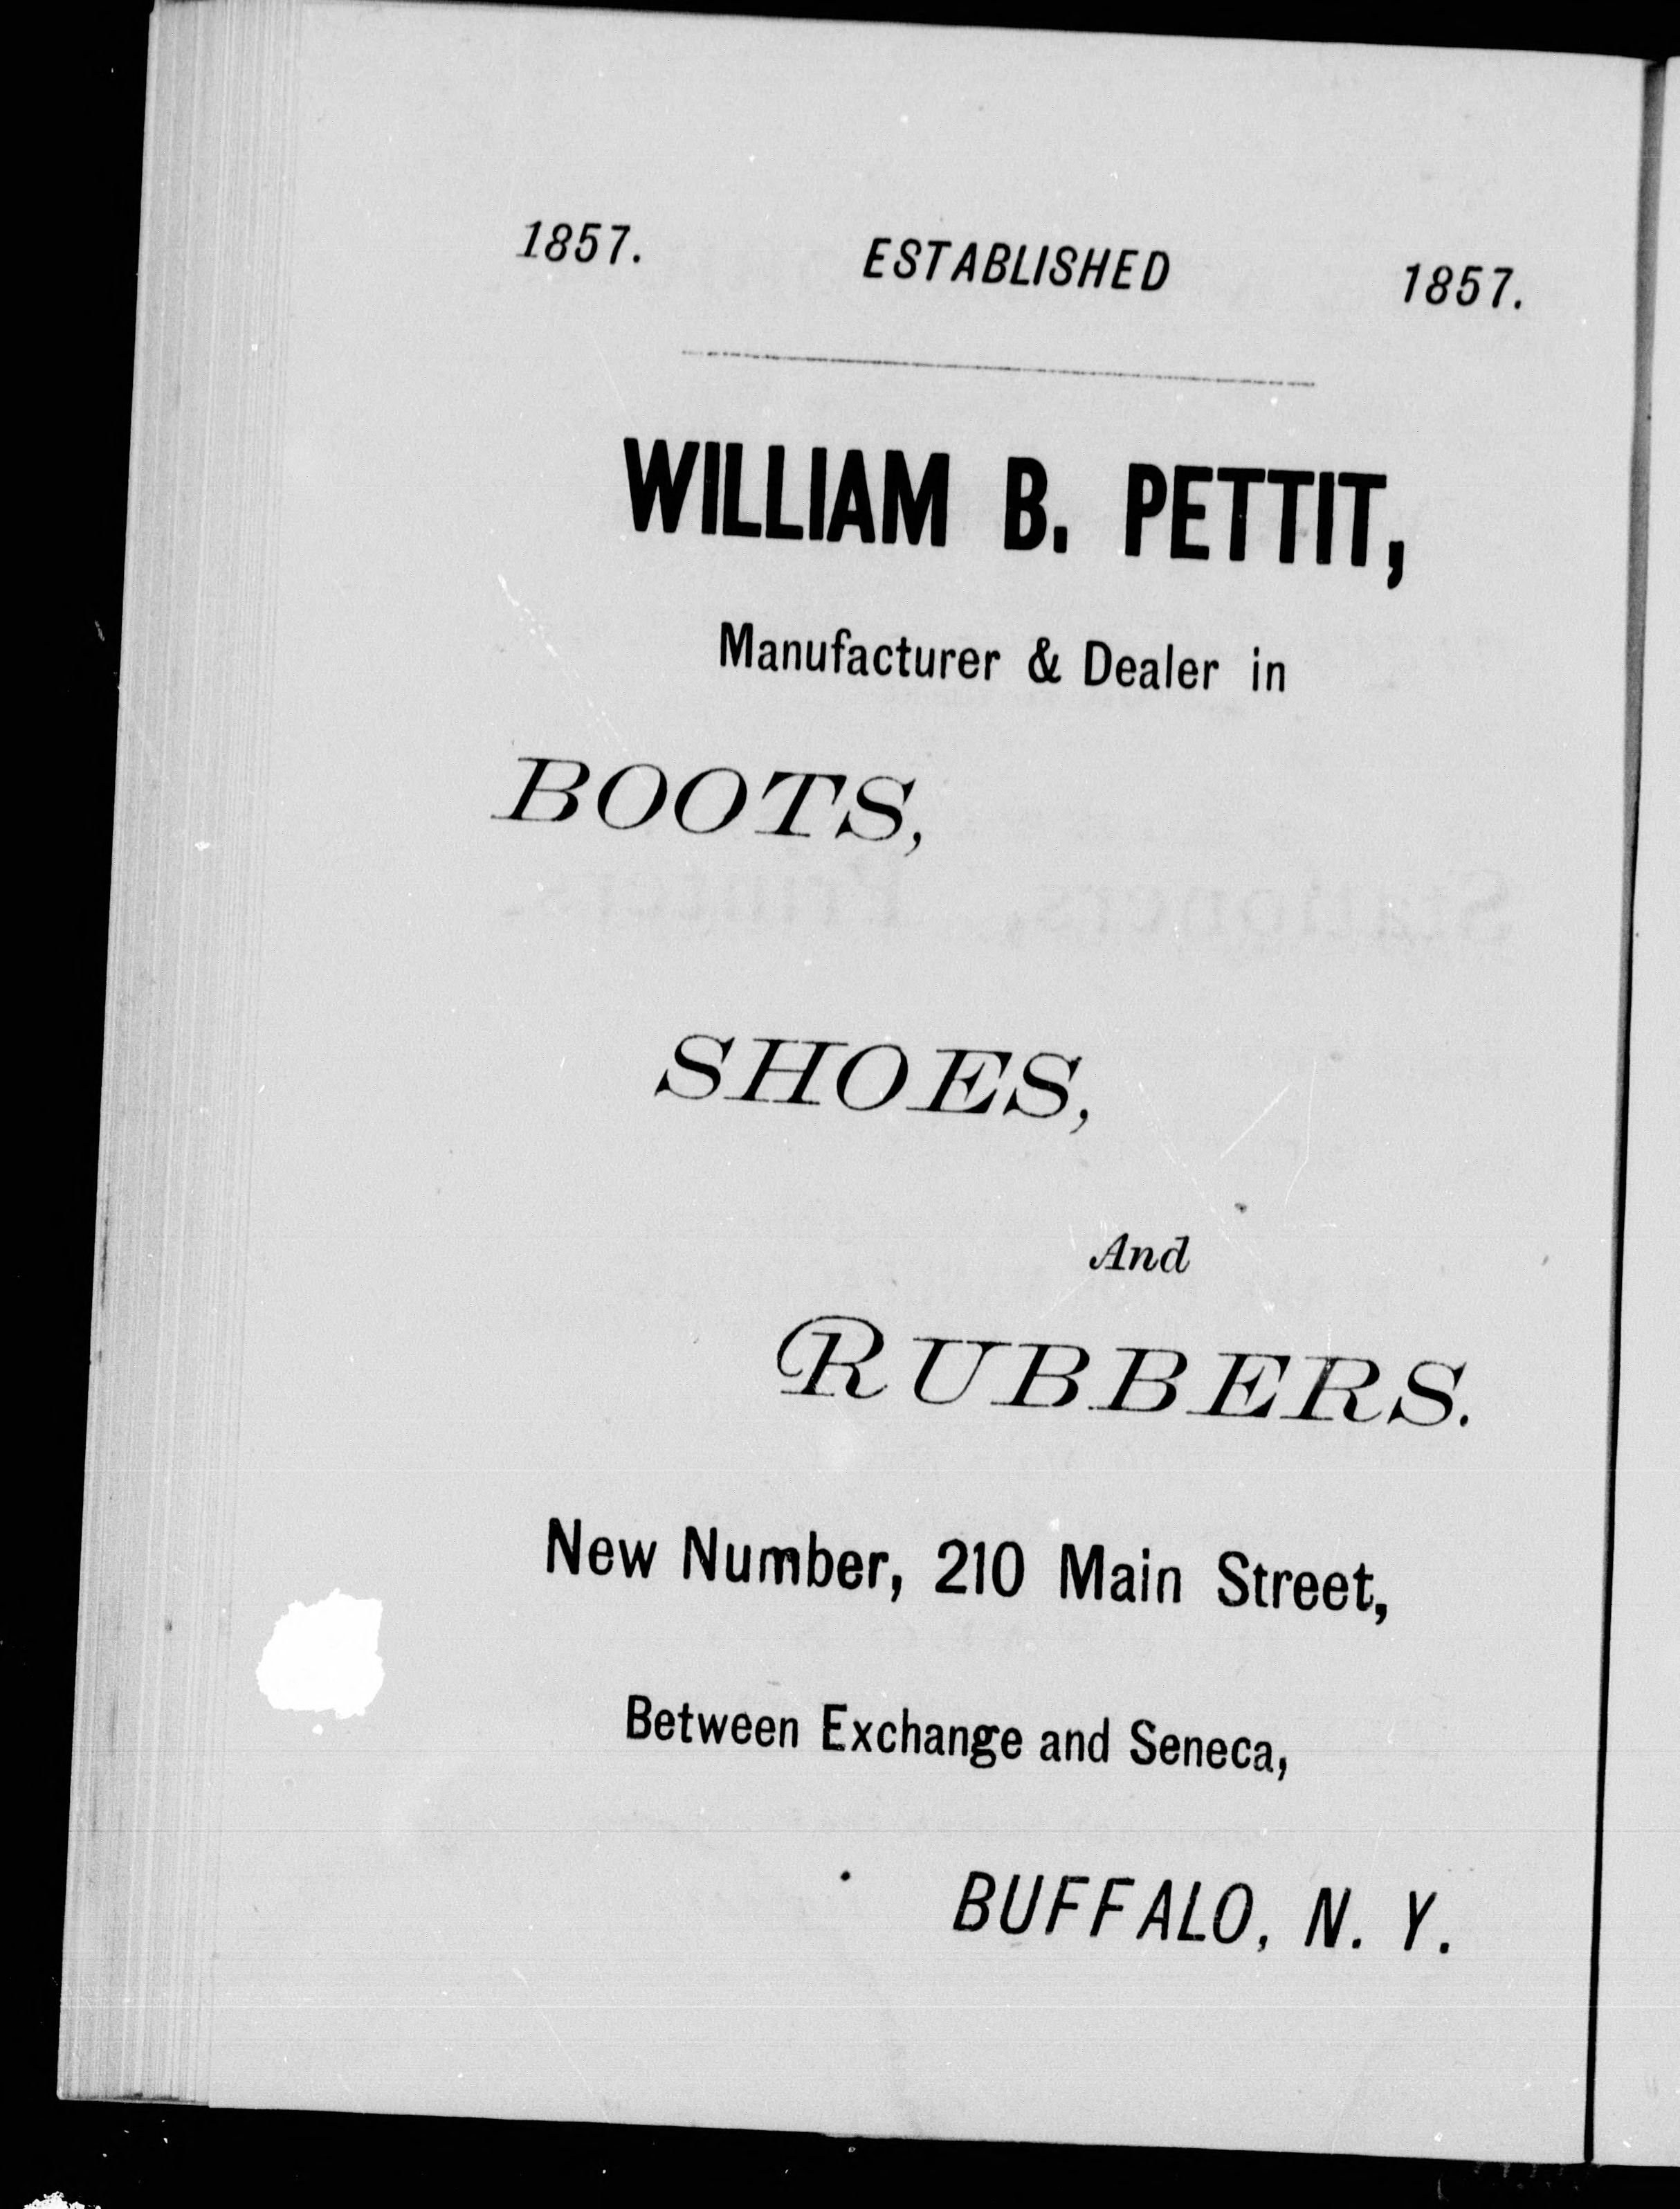 1857. ESTABLISHED 1857.
WILLIAM B. PETTIT,
Manufacturer & Dealer in
BOOTS,
SHOES,
And
RUBBERS.
New Number, 210 Main Street,
Between Exchange and Seneca,
BUFFALO, N. Y.